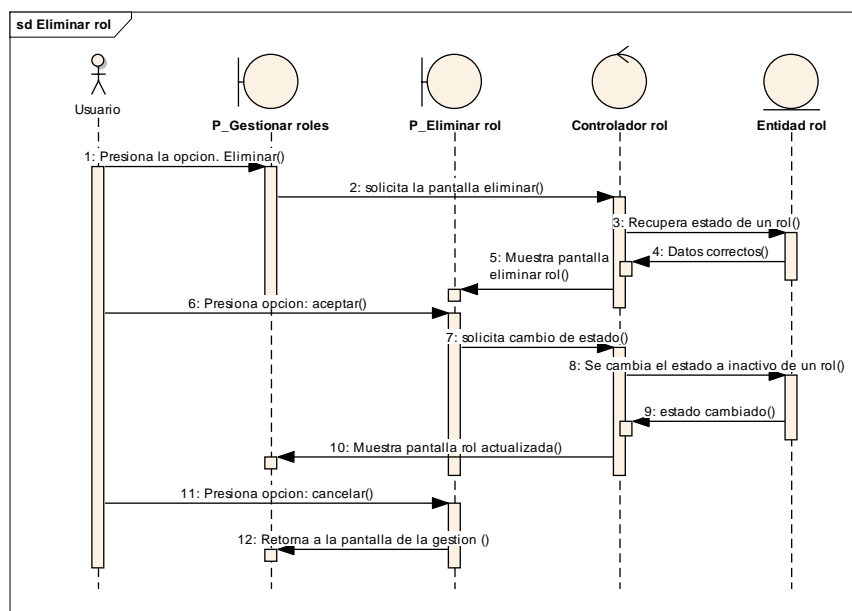 sd Eliminar rol
Usuario
P_Gestionar roles
P_Eliminar rol
Controlador rol
Entidad rol
1: Presiona la opcion. Eliminar()
2: solicita la pantalla eliminar()
3: Recupera estado de un rol()
4: Datos correctos()
5: Muestra pantalla
eliminar rol()
6: Presiona opcion: aceptar()
7: solicita cambio de estado()
8: Se cambia el estado a inactivo de un rol()
9: estado cambiado()
10: Muestra pantalla rol actualizada()
11: Presiona opcion: cancelar()
12: Retorna a la pantalla de la gestion ()